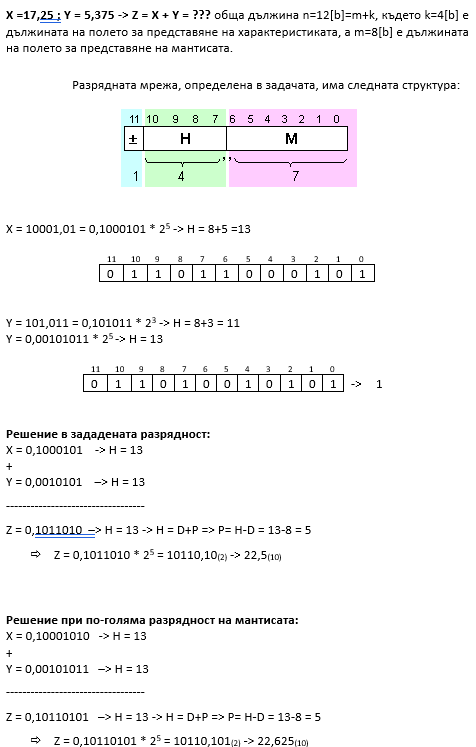 X =17,25 ; Y = 5,375 -> Z = X + Y = ??? обща дължина n=12[b]=m+k, където k=4[b] е
дължината на полето за представяне на характеристиката, а m=8[b] е дължината
на полето за представяне на мантисата.
Разрядната мрежа, определена в задачата, има следната структура:
11 10 9 8 7 6 5 4 3 2 1 0
± H M
1 4 ,, 7
X = 10001,01 = 0,1000101 * 2⁵ -> H = 8+5 =13
11 10 9 8 7 6 5 4 3 2 1 0
0 1 1 0 1 1 0 0 0 1 0 1
Y = 101,011 = 0,101011 * 2³ -> H = 8+3 = 11
Y = 0,00101011 * 2⁵ -> H = 13
11 10 9 8 7 6 5 4 3 2 1 0
0 1 1 0 1 0 0 1 0 1 0 1 -> 1
Решение в зададената разрядност:
X = 0,1000101 -> H = 13
+
Y = 0,0010101 –> H = 13
----------------------------------
Z = 0,1011010 –> H = 13 -> H = D+P => P= H-D = 13-8 = 5
⇨ Z = 0,1011010 * 2⁵ = 10110,10(2) -> 22,5(10)
Решение при по-голяма разрядност на мантисата:
X = 0,10001010 -> H = 13
+
Y = 0,00101011 –> H = 13
----------------------------------
Z = 0,10110101 –> H = 13 -> H = D+P => P= H-D = 13-8 = 5
⇨ Z = 0,10110101 * 2⁵ = 10110,101(2) -> 22,625(10)